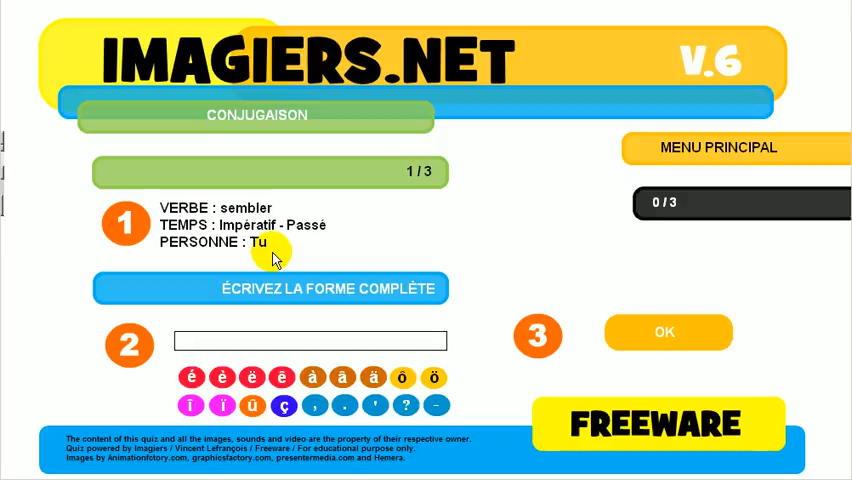 IMAGIERS.NET
V.6
CONJUGAISON
MENU PRINCIPAL
1 / 3
0 / 3
1
VERBE : sembler
TEMPS : Impératif - Passé
PERSONNE : Tu
ÉCRIVEZ LA FORME COMPLÈTE
2
3
OK
é è ë ê à â ä ô ö
î ï û ç , . ' ? -
FREEWARE
The content of this quiz and all the images, sounds and video are the property of their respective owner.
Quiz powered by Imagiers / Vincent Lefrançois / Freeware / For educational purpose only.
Images by Animationfctory.com, graphicsfactory.com, presentermedia.com and Hemera.